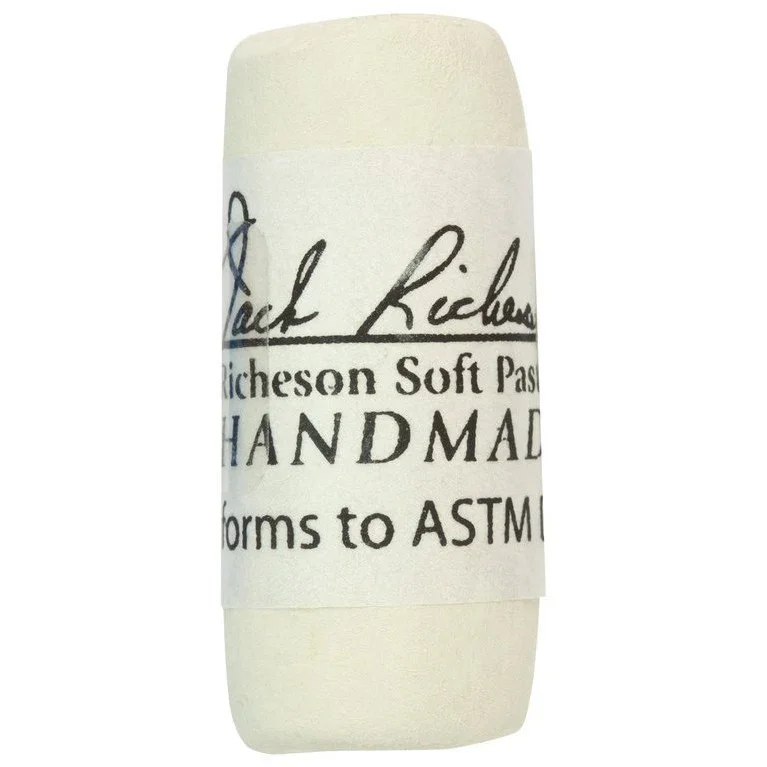 Jack Riches
Richeson Soft Past
HANDMAD
forms to ASTM D